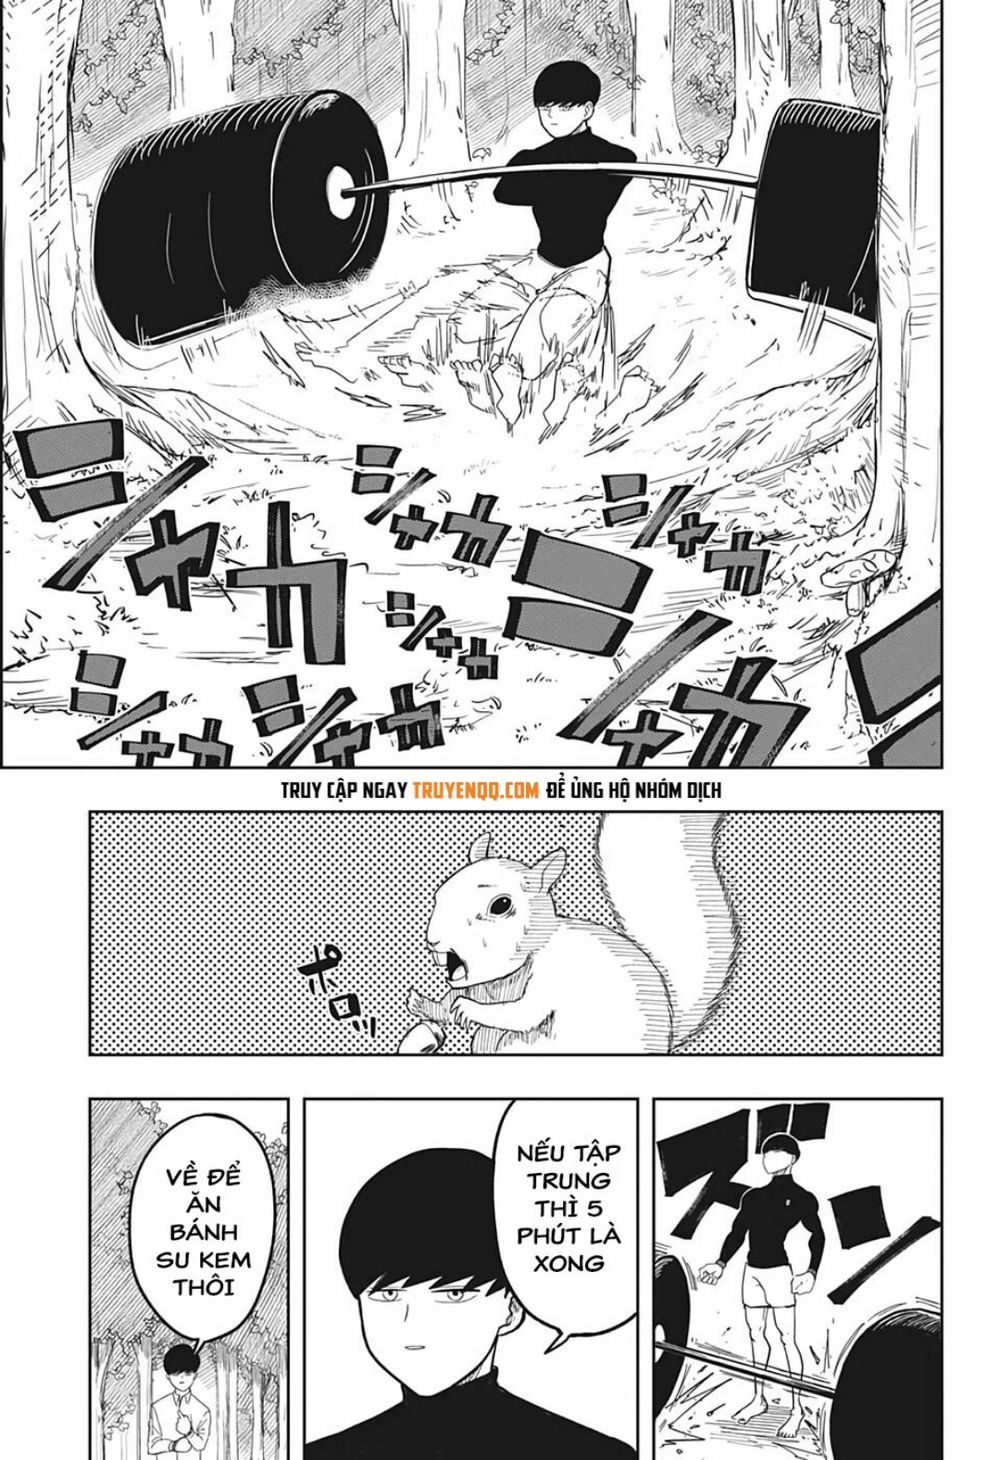 シャカシャカ
シャカシャカ
シャカシャカ
シャカシャカ
TRUY CẬP NGAY TRUYENQQ.COM ĐỂ ỦNG HỘ NHÓM DỊCH
ポロッ
NẾU TẬP
TRUNG
THÌ 5
PHÚT LÀ
XONG
VỀ ĐỂ
ĂN
BÁNH
SU KEM
THÔI